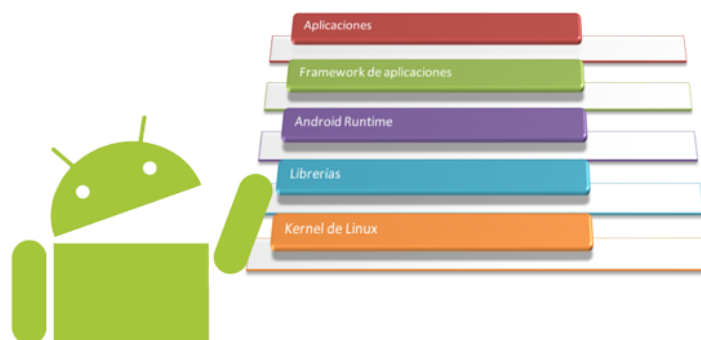 Aplicaciones
Framework de aplicaciones
Android Runtime
Librerías
Kernel de Linux